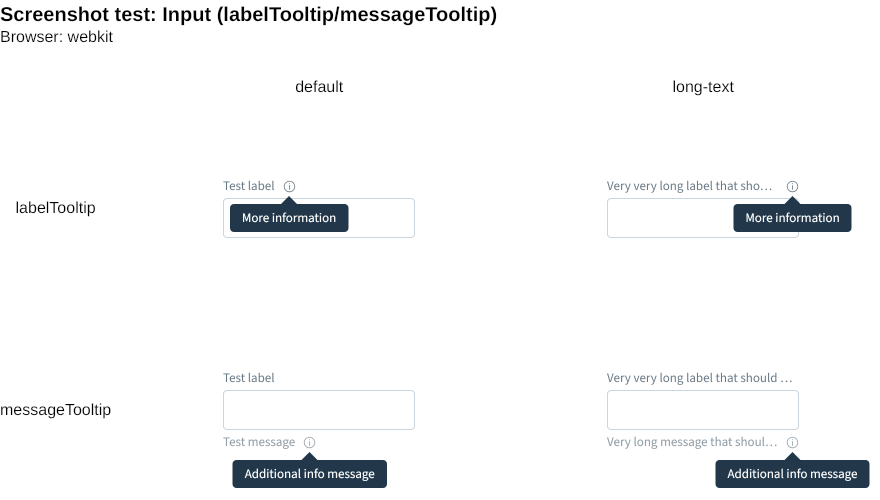 Screenshot test: Input (labelTooltip/messageTooltip)
Browser: webkit
default
long-text
labelTooltip
Test label
More information
Very very long label that sho…
More information
messageTooltip
Test label
Test message
Additional info message
Very very long label that should …
Very long message that shoul…
Additional info message